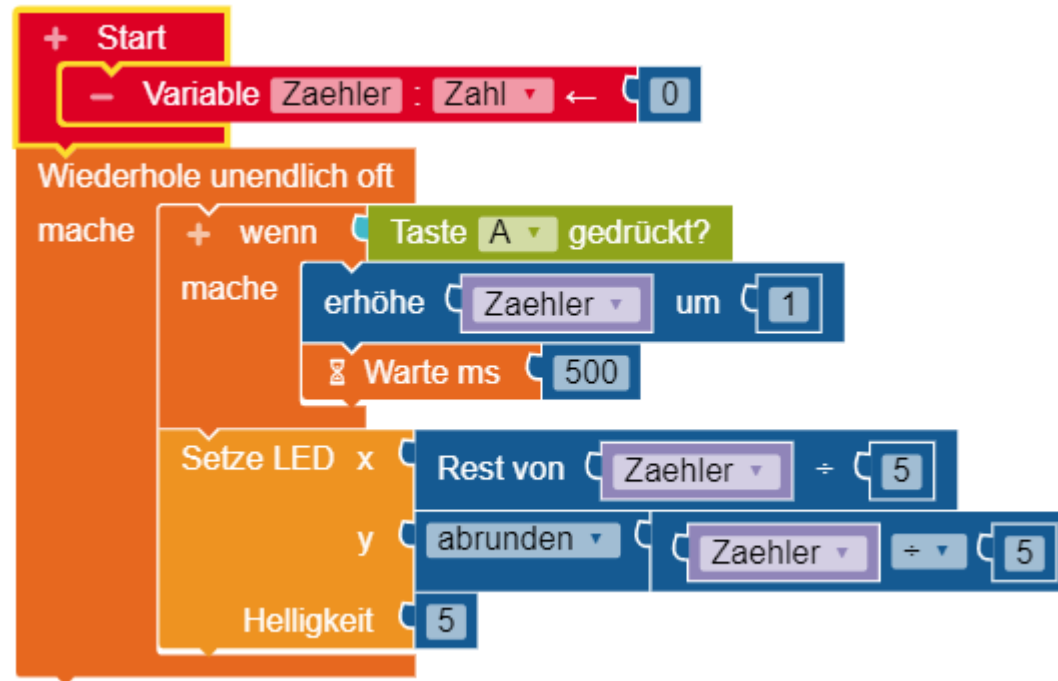 + Start
− Variable Zaehler : Zahl ← 0
Wiederhole unendlich oft
mache + wenn Taste A gedrückt?
mache erhöhe Zaehler um 1
Warte ms 500
Setze LED x Rest von Zaehler ÷ 5
y abrunden Zaehler ÷ 5
Helligkeit 5